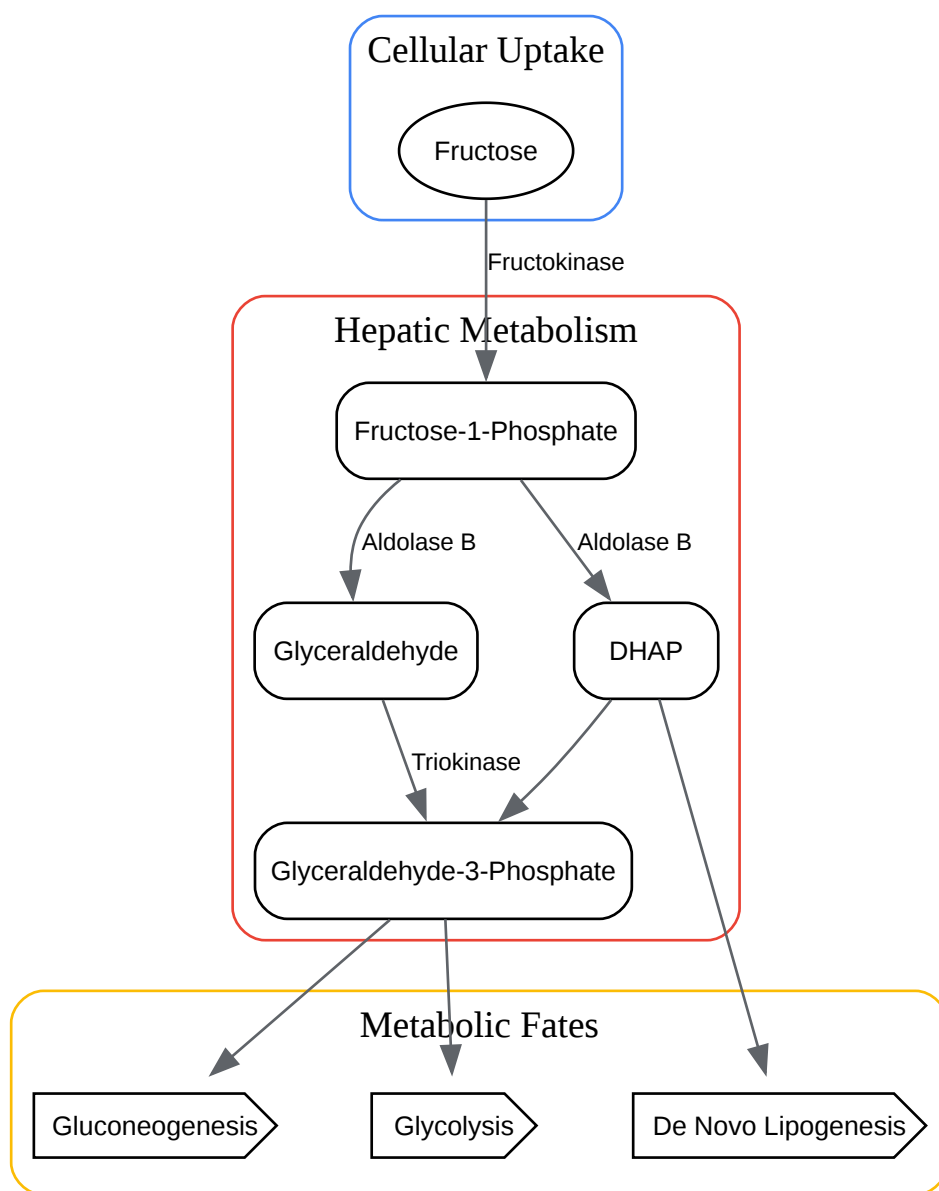 Cellular Uptake
Fructose
Fructokinase
Hepatic Metabolism
Fructose-1-Phosphate
Aldolase B
Aldolase B
Glyceraldehyde
DHAP
Triokinase
Glyceraldehyde-3-Phosphate
Metabolic Fates
Gluconeogenesis
Glycolysis
De Novo Lipogenesis